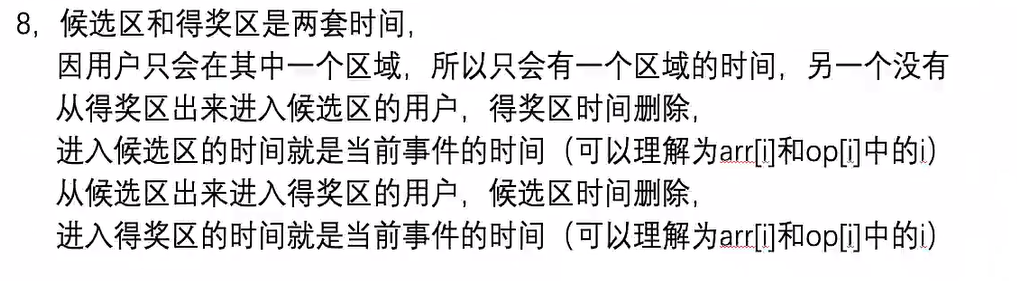 8，候选区和得奖区是两套时间，
因用户只会在其中一个区域，所以只会有一个区域的时间，另一个没有
从得奖区出来进入候选区的用户，得奖区时间删除，
进入候选区的时间就是当前事件的时间（可以理解为arr[i]和op[i]中的i）
从候选区出来进入得奖区的用户，候选区时间删除，
进入得奖区的时间就是当前事件的时间（可以理解为arr[i]和op[i]中的i）